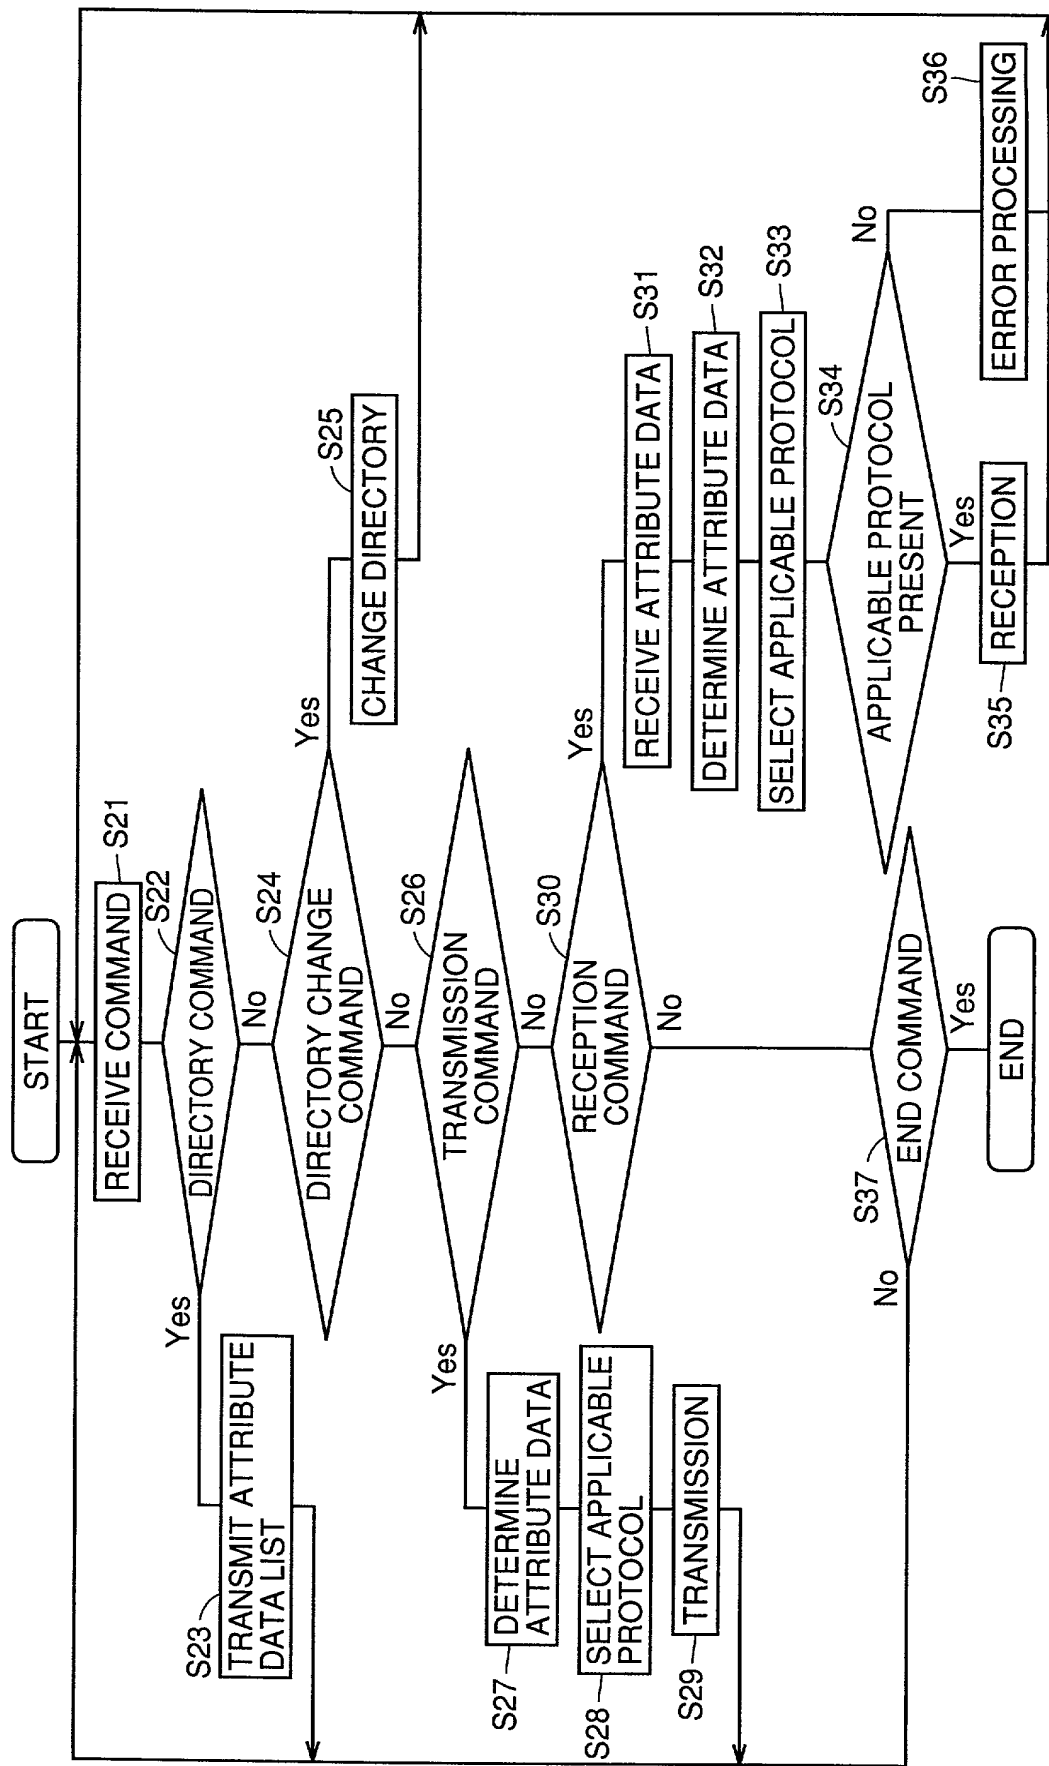 START
RECEIVE COMMAND
S21
DIRECTORY COMMAND
S22
Yes
No
S23
TRANSMIT ATTRIBUTE
DATA LIST
DIRECTORY CHANGE
COMMAND
S24
Yes
No
S25
CHANGE DIRECTORY
TRANSMISSION
COMMAND
S26
Yes
No
S27
DETERMINE
ATTRIBUTE DATA
S28
SELECT APPLICABLE
PROTOCOL
S29
TRANSMISSION
RECEPTION
COMMAND
S30
Yes
No
RECEIVE ATTRIBUTE DATA
S31
DETERMINE ATTRIBUTE DATA
S32
SELECT APPLICABLE PROTOCOL
S33
APPLICABLE PROTOCOL
PRESENT
S34
No
Yes
S35
RECEPTION
S36
ERROR PROCESSING
S37
END COMMAND
No
Yes
END